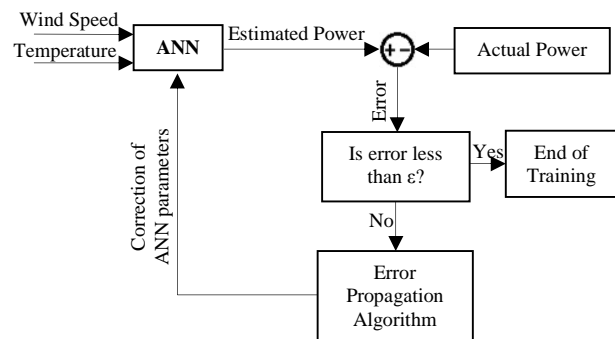 Wind Speed
Temperature
ANN
Estimated Power
+ -
Actual Power
Error
Is error less
than ε?
Yes
End of
Training
No
Correction of
ANN parameters
Error
Propagation
Algorithm